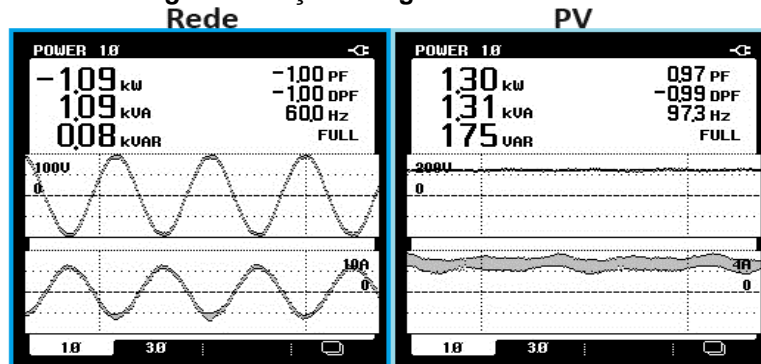 Rede
POWER 1.Ø
-1.09 kW
1.09 kVA
0.08 kVAR
-1.00 PF
-1.00 DPF
60.0 Hz
FULL
100V
0
10A
0
1.Ø
3.Ø
PV
POWER 1.Ø
1.30 kW
1.31 kVA
175 VAR
0.97 PF
-0.99 DPF
97.3 Hz
FULL
200V
0
4A
0
1.Ø
3.Ø